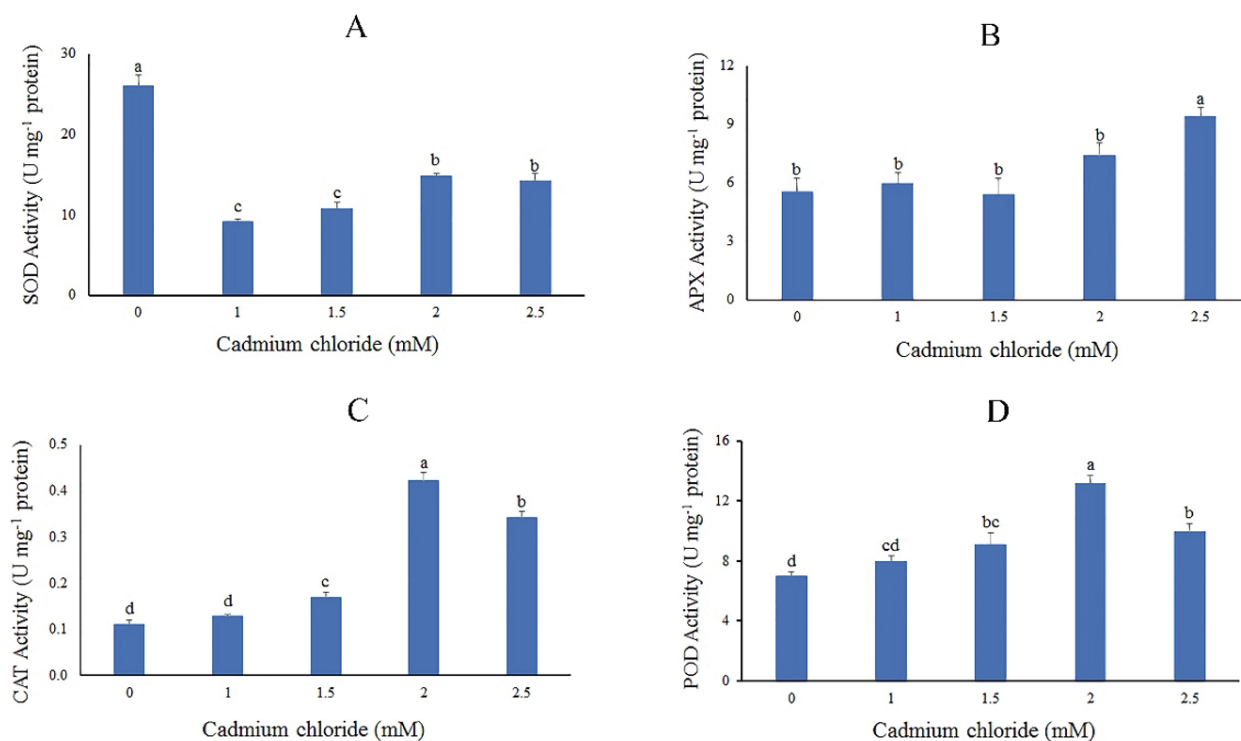 A
SOD Activity (U mg⁻¹ protein)
30
20
10
0
a
c
c
b
b
0 1 1.5 2 2.5
Cadmium chloride (mM)
B
APX Activity (U mg⁻¹ protein)
12
9
6
3
0
b
b
b
b
a
0 1 1.5 2 2.5
Cadmium chloride (mM)
C
CAT Activity (U mg⁻¹ protein)
0.5
0.4
0.3
0.2
0.1
0.0
d
d
c
a
b
0 1 1.5 2 2.5
Cadmium chloride (mM)
D
POD Activity (U mg⁻¹ protein)
16
12
8
4
0
d
cd
bc
a
b
0 1 1.5 2 2.5
Cadmium chloride (mM)